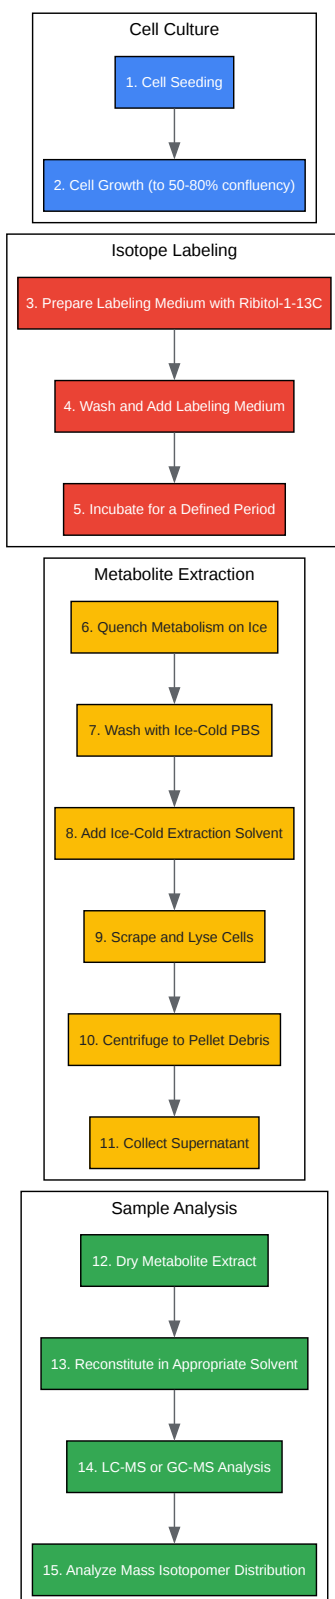 Cell Culture
1. Cell Seeding
2. Cell Growth (to 50-80% confluency)
Isotope Labeling
3. Prepare Labeling Medium with Ribitol-1-13C
4. Wash and Add Labeling Medium
5. Incubate for a Defined Period
Metabolite Extraction
6. Quench Metabolism on Ice
7. Wash with Ice-Cold PBS
8. Add Ice-Cold Extraction Solvent
9. Scrape and Lyse Cells
10. Centrifuge to Pellet Debris
11. Collect Supernatant
Sample Analysis
12. Dry Metabolite Extract
13. Reconstitute in Appropriate Solvent
14. LC-MS or GC-MS Analysis
15. Analyze Mass Isotopomer Distribution